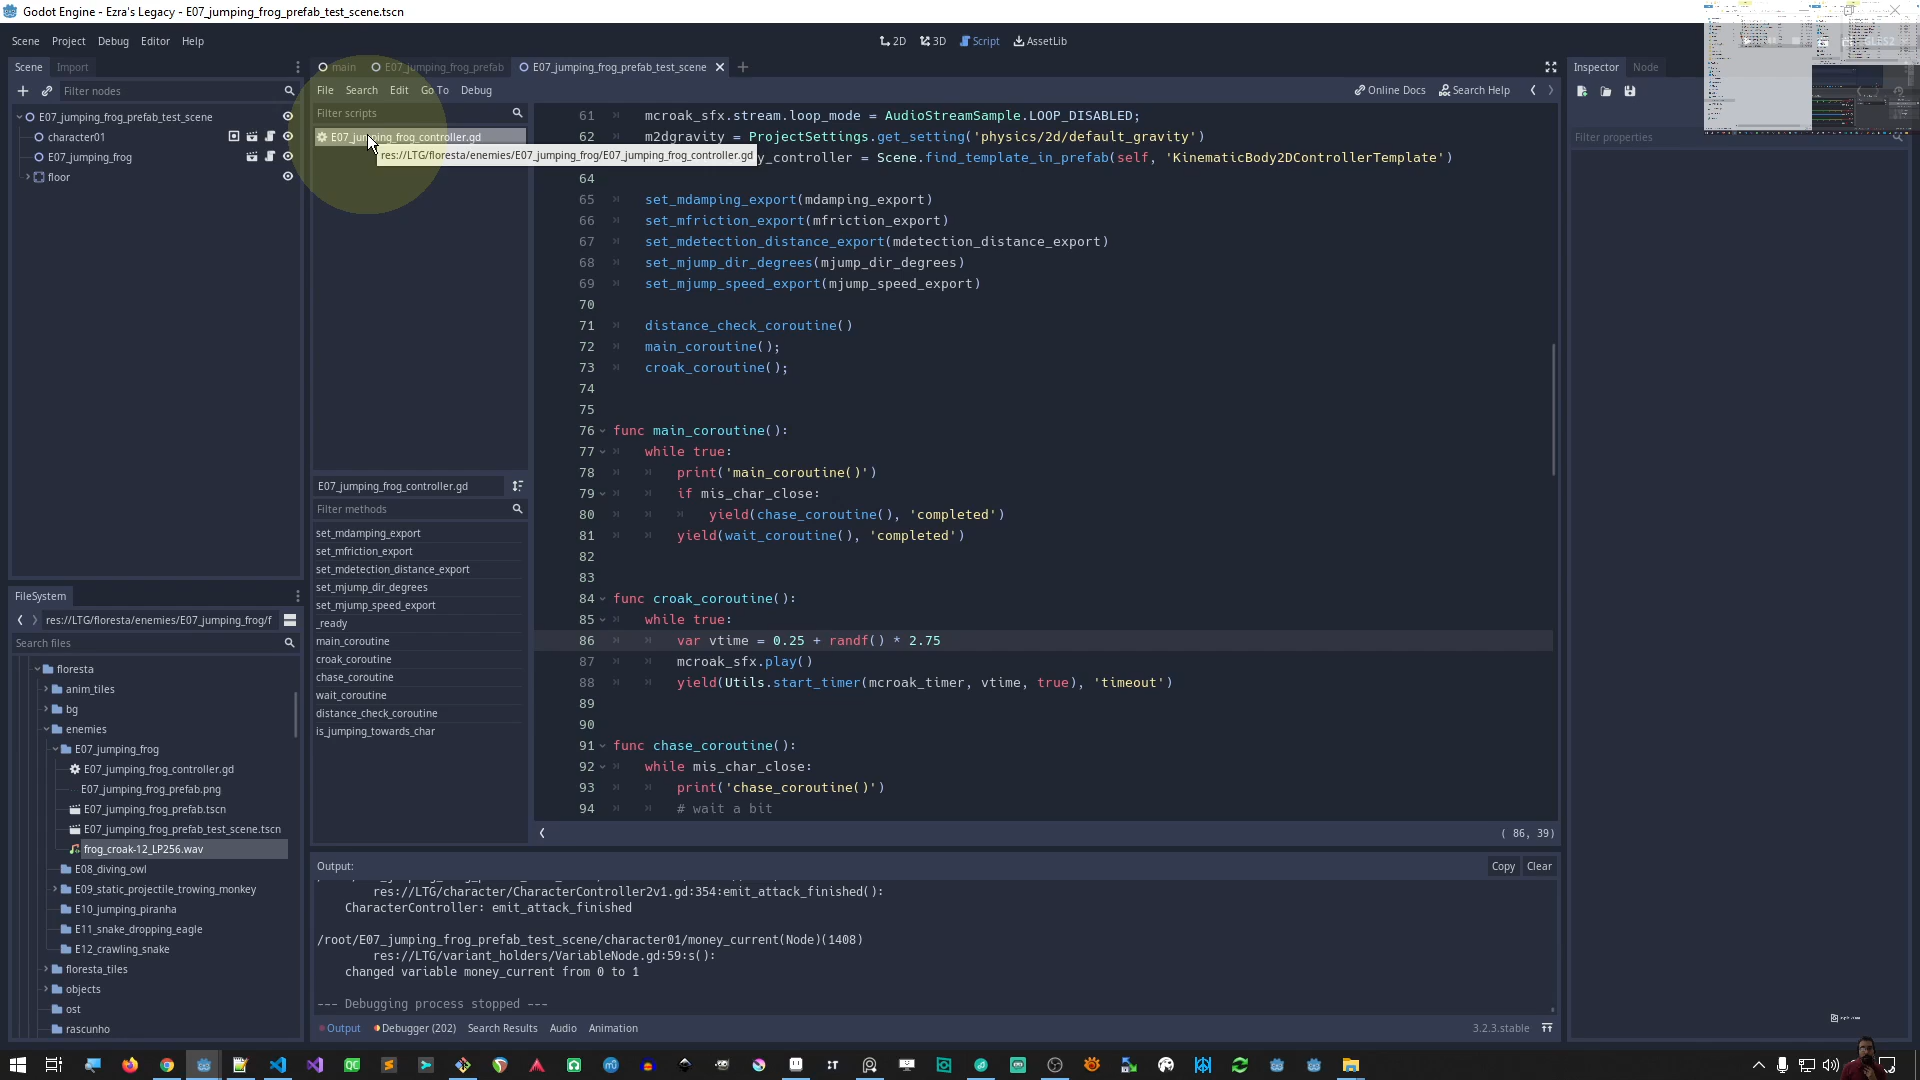 Godot Engine - Ezra's Legacy - E07_jumping_frog_prefab_test_scene.tscn
Scene Project Debug Editor Help
2D 3D Script AssetLib
Scene Import
Filter nodes
E07_jumping_frog_prefab_test_scene
character01
E07_jumping_frog
floor
main E07_jumping_frog_prefab E07_jumping_frog_prefab_test_scene
File Search Edit Go To Debug
Online Docs Search Help
Filter scripts
E07_jumping_frog_controller.gd
res://LTG/floresta/enemies/E07_jumping_frog/E07_jumping_frog_controller.gd
61 mcroak_sfx.stream.loop_mode = AudioStreamSample.LOOP_DISABLED;
62 m2dgravity = ProjectSettings.get_setting('physics/2d/default_gravity')
y_controller = Scene.find_template_in_prefab(self, 'KinematicBody2DControllerTemplate')
64
65 set_mdamping_export(mdamping_export)
66 set_mfriction_export(mfriction_export)
67 set_mdetection_distance_export(mdetection_distance_export)
68 set_mjump_dir_degrees(mjump_dir_degrees)
69 set_mjump_speed_export(mjump_speed_export)
70
71 distance_check_coroutine()
72 main_coroutine();
73 croak_coroutine();
74
75
76 func main_coroutine():
77 while true:
78 print('main_coroutine()')
79 if mis_char_close:
80 yield(chase_coroutine(), 'completed')
81 yield(wait_coroutine(), 'completed')
82
83
84 func croak_coroutine():
85 while true:
86 var vtime = 0.25 + randf() * 2.75
87 mcroak_sfx.play()
88 yield(Utils.start_timer(mcroak_timer, vtime, true), 'timeout')
89
90
91 func chase_coroutine():
92 while mis_char_close:
93 print('chase_coroutine()')
94 # wait a bit
( 86, 39)
E07_jumping_frog_controller.gd
Filter methods
set_mdamping_export
set_mfriction_export
set_mdetection_distance_export
set_mjump_dir_degrees
set_mjump_speed_export
_ready
main_coroutine
croak_coroutine
chase_coroutine
wait_coroutine
distance_check_coroutine
is_jumping_towards_char
FileSystem
res://LTG/floresta/enemies/E07_jumping_frog/f
Search files
floresta
anim_tiles
bg
enemies
E07_jumping_frog
E07_jumping_frog_controller.gd
E07_jumping_frog_prefab.png
E07_jumping_frog_prefab.tscn
E07_jumping_frog_prefab_test_scene.tscn
frog_croak-12_LP256.wav
E08_diving_owl
E09_static_projectile_trowing_monkey
E10_jumping_piranha
E11_snake_dropping_eagle
E12_crawling_snake
floresta_tiles
objects
ost
rascunho
Output:
Copy Clear
res://LTG/character/CharacterController2v1.gd:354:emit_attack_finished():
CharacterController: emit_attack_finished
/root/E07_jumping_frog_prefab_test_scene/character01/money_current(Node)(1408)
res://LTG/variant_holders/VariableNode.gd:59:s():
changed variable money_current from 0 to 1
--- Debugging process stopped ---
Output Debugger (202) Search Results Audio Animation
3.2.3.stable
Inspector Node
Filter properties